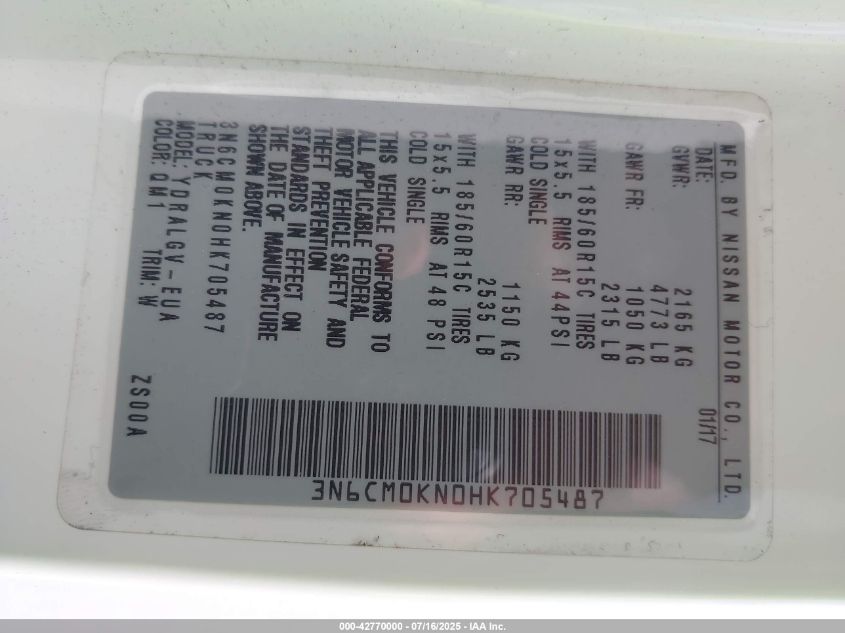 MFD. BY NISSAN MOTOR CO., LTD.
DATE: 01/17
GVWR: 2165 KG
4773 LB
GAWR FR: 1050 KG
2315 LB
WITH 185/60R15C TIRES
15x5.5 RIMS AT 44PSI
COLD SINGLE
GAWR RR: 1150 KG
2535 LB
WITH 185/60R15C TIRES
15x5.5 RIMS AT 48 PSI
COLD SINGLE
THIS VEHICLE CONFORMS TO
ALL APPLICABLE FEDERAL
MOTOR VEHICLE SAFETY AND
THEFT PREVENTION
STANDARDS IN EFFECT ON
THE DATE OF MANUFACTURE
SHOWN ABOVE.
3N6CM0KN0HK705487
TRUCK
MODEL: YDRALGV-EUA
COLOR: QM1 TRIM: W ZS00A
3N6CM0KN0HK705487
000-42770000 - 07/16/2025 - IAA Inc.